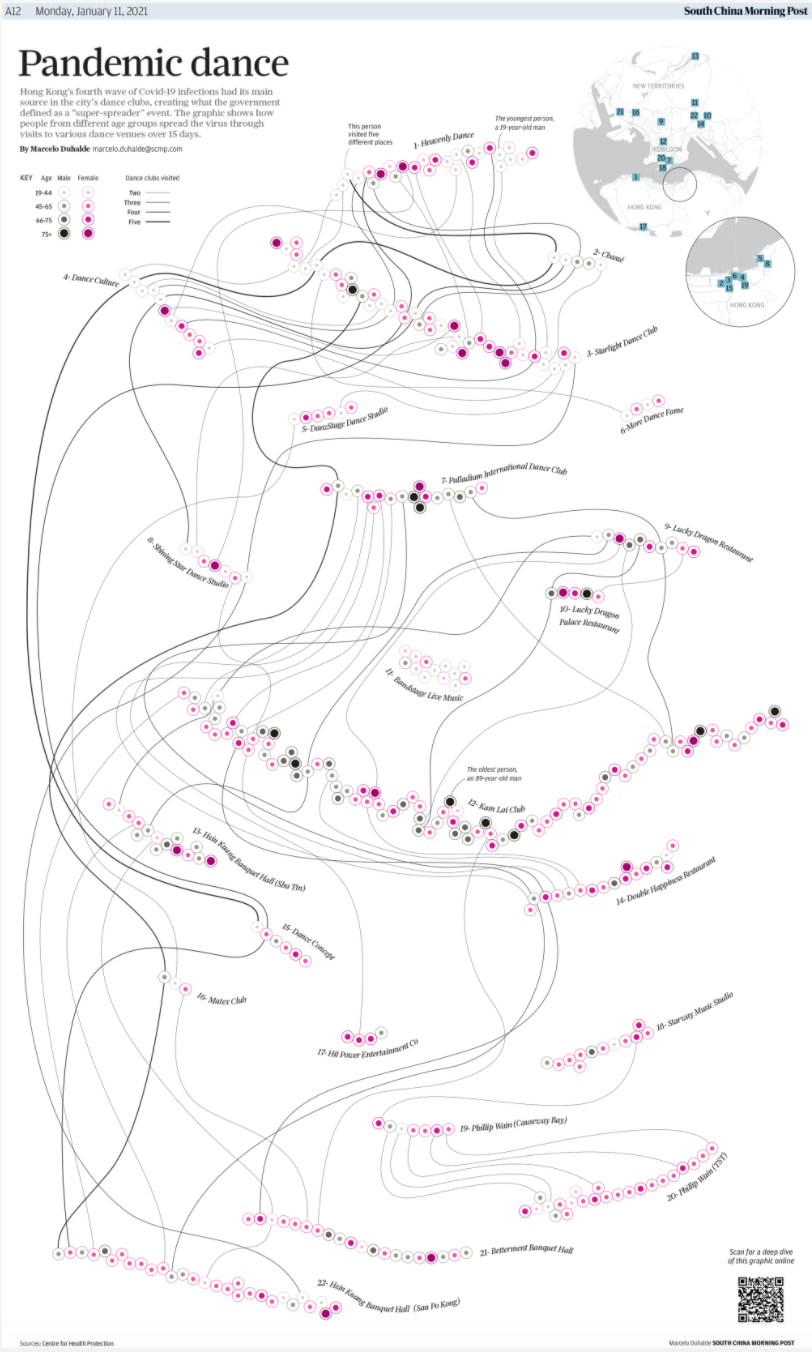 A12 Monday, January 11, 2021
South China Morning Post
Pandemic dance
Hong Kong's fourth wave of Covid-19 infections had its main
source in the city's dance clubs, creating what the government
defined as a "super-spreader" event. The graphic shows how
people from different age groups spread the virus through
visits to various dance venues over 15 days.
By Marcelo Duhalde marcelo.duhalde@scmp.com
KEY Age Male Female Dance clubs visited
19-44 Two
45-65 Three
66-75 Four
75+ Five
This person
visited five
different places
The youngest person,
a 19-year-old man
1- Heavenly Dance
2- Chasué
3- Starlight Dance Club
4- Dance Culture
5- DanzStage Dance Studio
6-More Dance Fame
7- Palladium International Dance Club
8- Shining Star Dance Studio
9- Lucky Dragon Restaurant
10- Lucky Dragon
Palace Restaurant
11- Bandstage Live Music
The oldest person,
an 89-year-old man
12- Kam Lai Club
13- Hsin Kuang Banquet Hall (Sha Tin)
14- Double Happiness Restaurant
15- Dance Concept
16- Matex Club
17- Hit Power Entertainment Co
18- Starway Music Studio
19- Phillip Wain (Causeway Bay)
20- Phillip Wain (TST)
21- Betterment Banquet Hall
22- Hsin Kuang Banquet Hall (San Po Kong)
13
NEW TERRITORIES
11
21 16 22 10
9 14
12
KOWLOON
20 7
18
1
HONG KONG
17
5
8
2 3 6 4
15 19
HONG KONG
Scan for a deep dive
of this graphic online
Sources: Centre for Health Protection
Marcelo Duhalde SOUTH CHINA MORNING POST